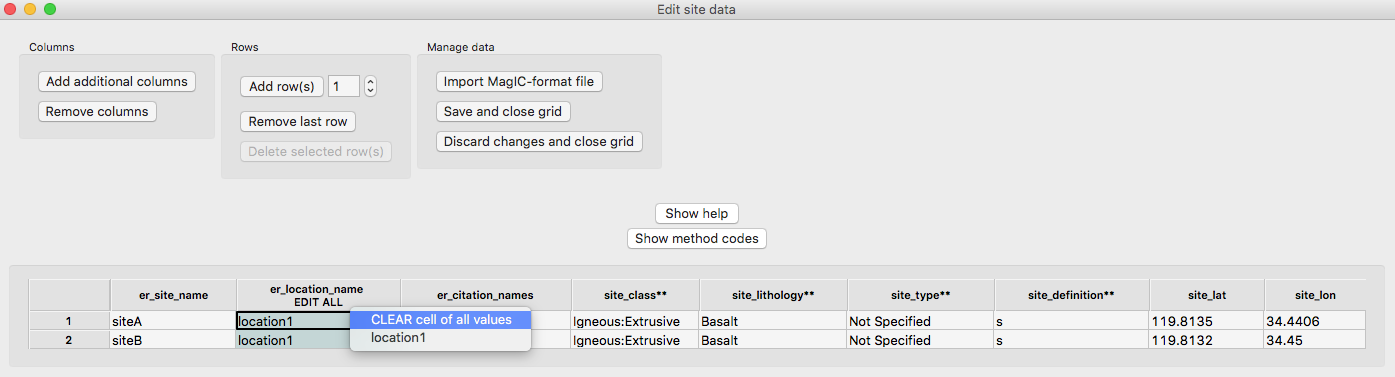 Edit site data
Columns
Rows
Manage data
Add additional columns
Remove columns
Add row(s)
1
Remove last row
Delete selected row(s)
Import MagIC-format file
Save and close grid
Discard changes and close grid
Show help
Show method codes
er_site_name er_location_name EDIT ALL er_citation_names site_class** site_lithology** site_type** site_definition** site_lat site_lon
1 siteA location1 Igneous:Extrusive Basalt Not Specified s 119.8135 34.4406
2 siteB location1 Igneous:Extrusive Basalt Not Specified s 119.8132 34.45
CLEAR cell of all values
location1